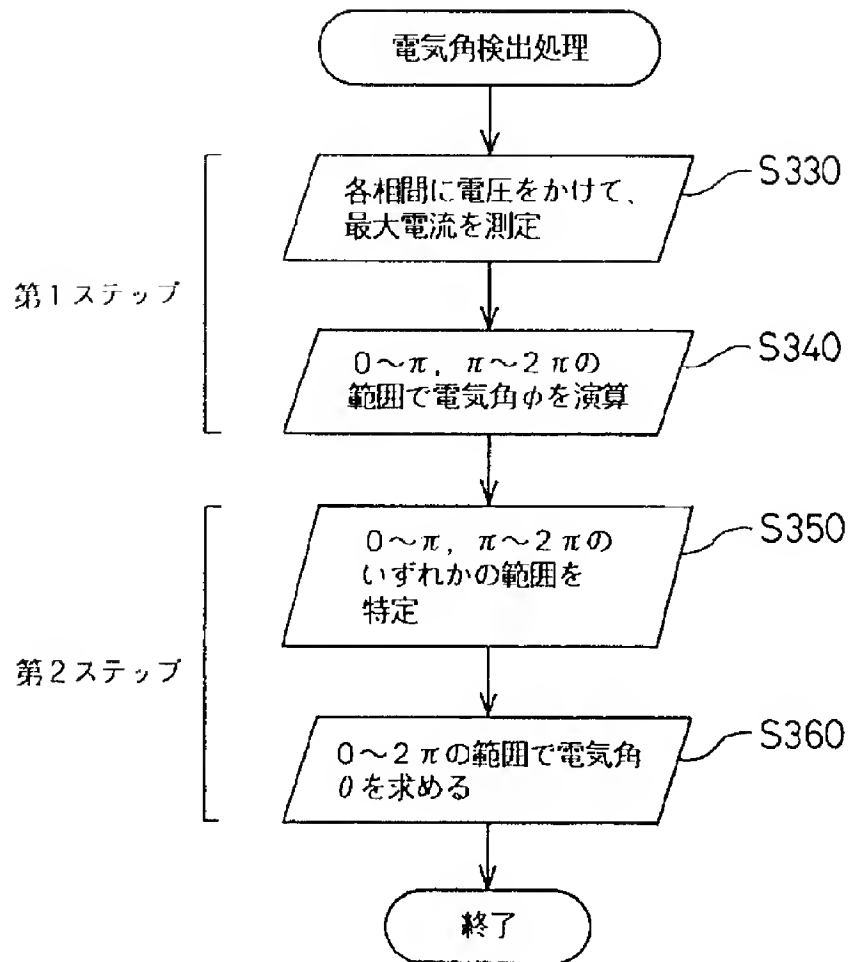 電気角検出処理
各相間に電圧をかけて、
最大電流を測定
S330
第1ステップ
0～π，π～2πの
範囲で電気角φを演算
S340
0～π，π～2πの
いずれかの範囲を
特定
S350
第2ステップ
0～2πの範囲で電気角
θを求める
S360
終了